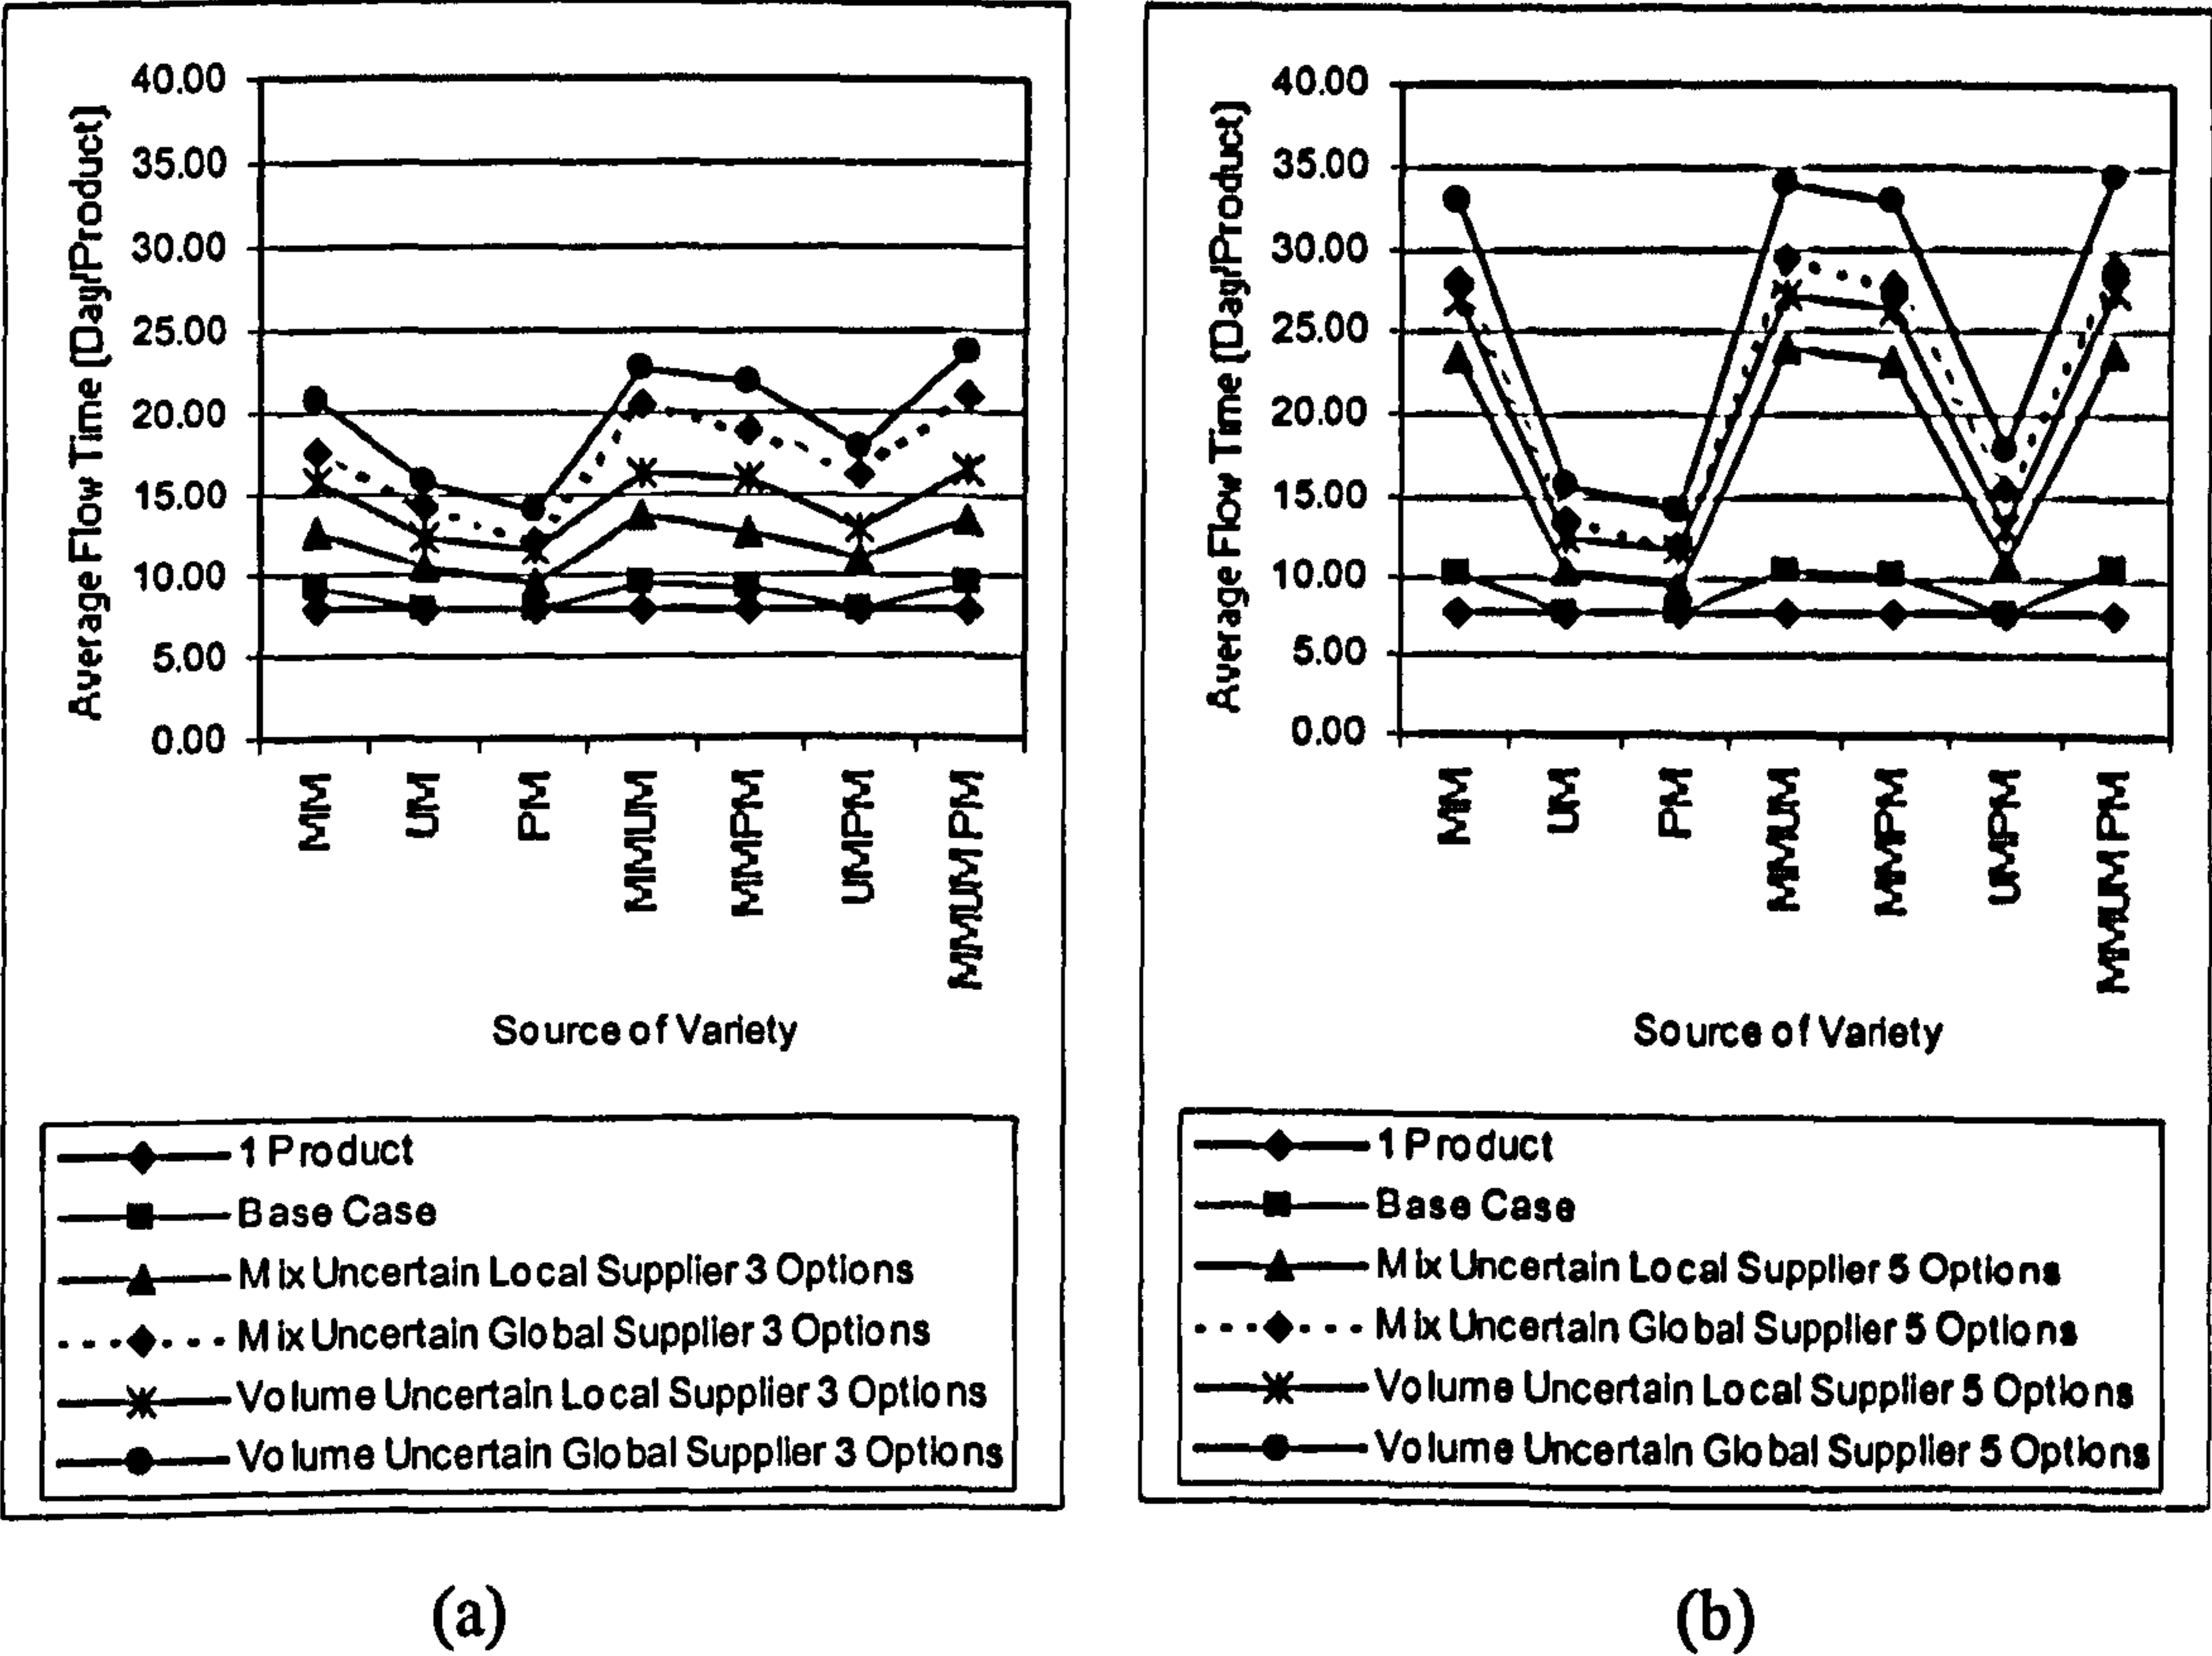 40.00
35.00
30.00
25.00
20.00
15.00
10.00
5.00
0.00
Average Flow Time (Day/Product)
MM
UM
PM
MMUM
MMPM
UMPM
MMUMPM
Source of Variety
1 Product
Base Case
Mix Uncertain Local Supplier 3 Options
Mix Uncertain Global Supplier 3 Options
Volume Uncertain Local Supplier 3 Options
Volume Uncertain Global Supplier 3 Options
(a)
40.00
35.00
30.00
25.00
20.00
15.00
10.00
5.00
0.00
Average Flow Time (Day/Product)
MM
UM
PM
MMUM
MMPM
UMPM
MMUMPM
Source of Variety
1 Product
Base Case
Mix Uncertain Local Supplier 5 Options
Mix Uncertain Global Supplier 5 Options
Volume Uncertain Local Supplier 5 Options
Volume Uncertain Global Supplier 5 Options
(b)